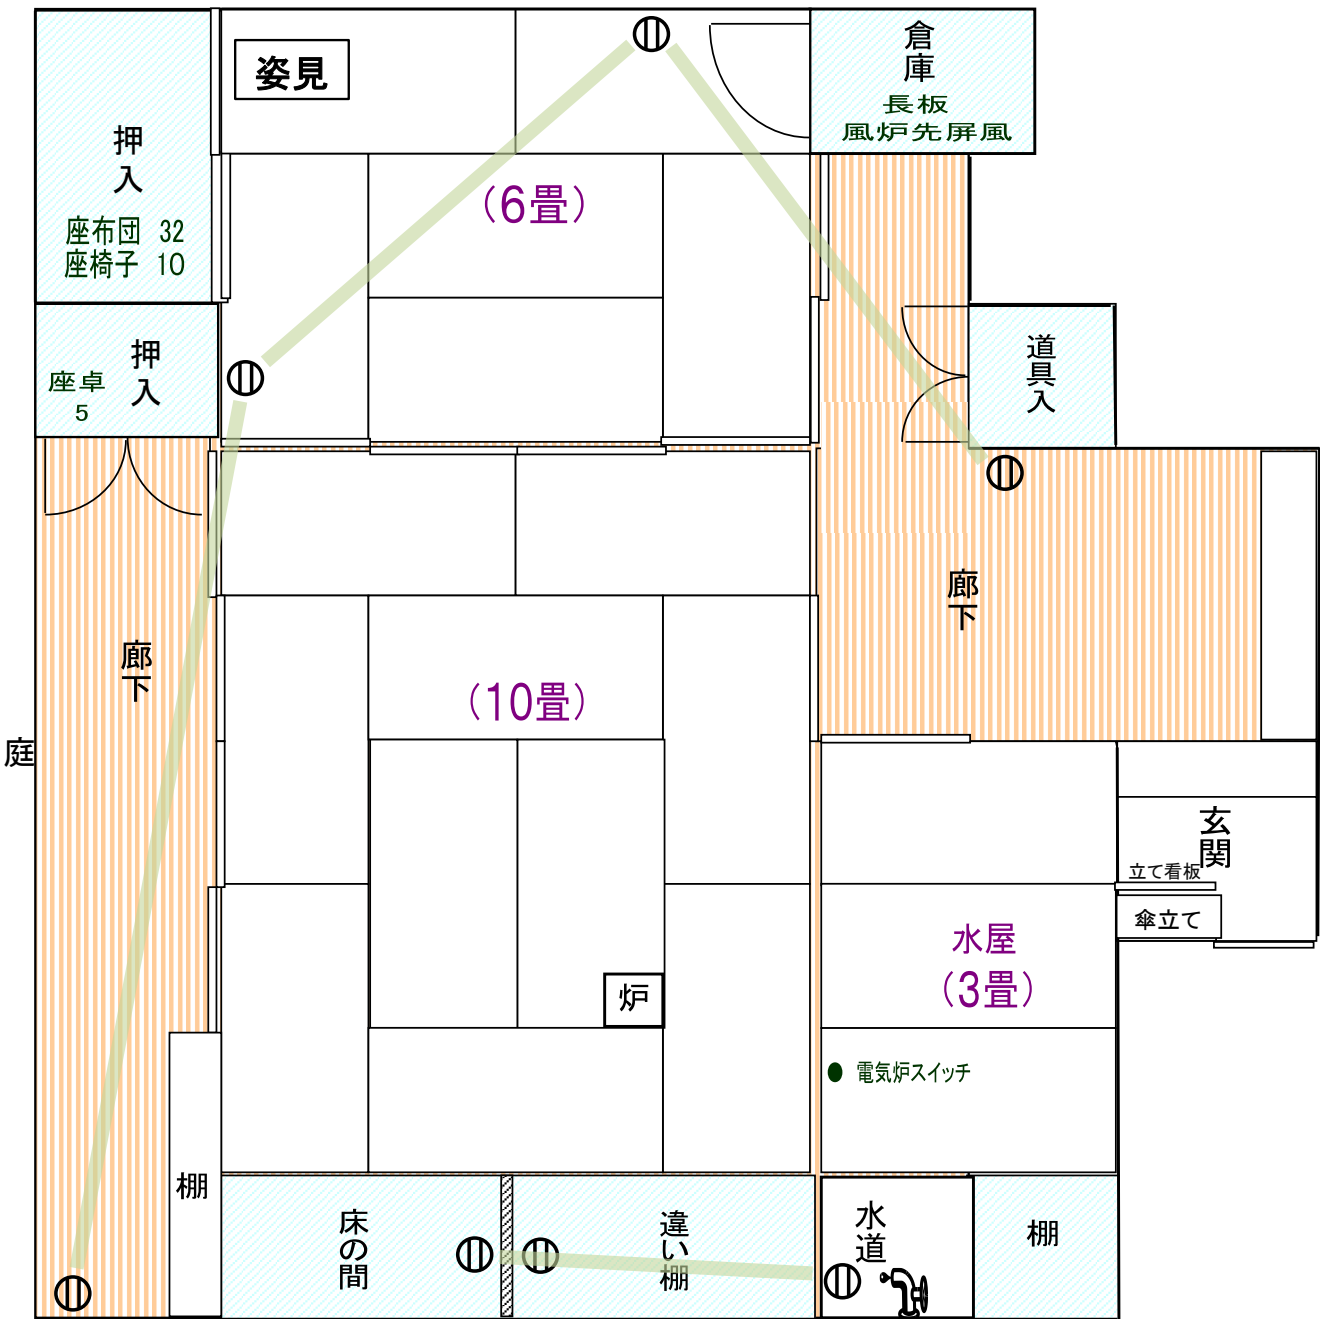 姿見
倉庫
長板
風炉先屏風
押入
座布団 32
座椅子 10
（6畳）
押入
座卓
5
道具入
廊下
廊下
（10畳）
庭
玄関
立て看板
傘立て
水屋
（3畳）
炉
電気炉スイッチ
棚
床の間
違い棚
水道
棚